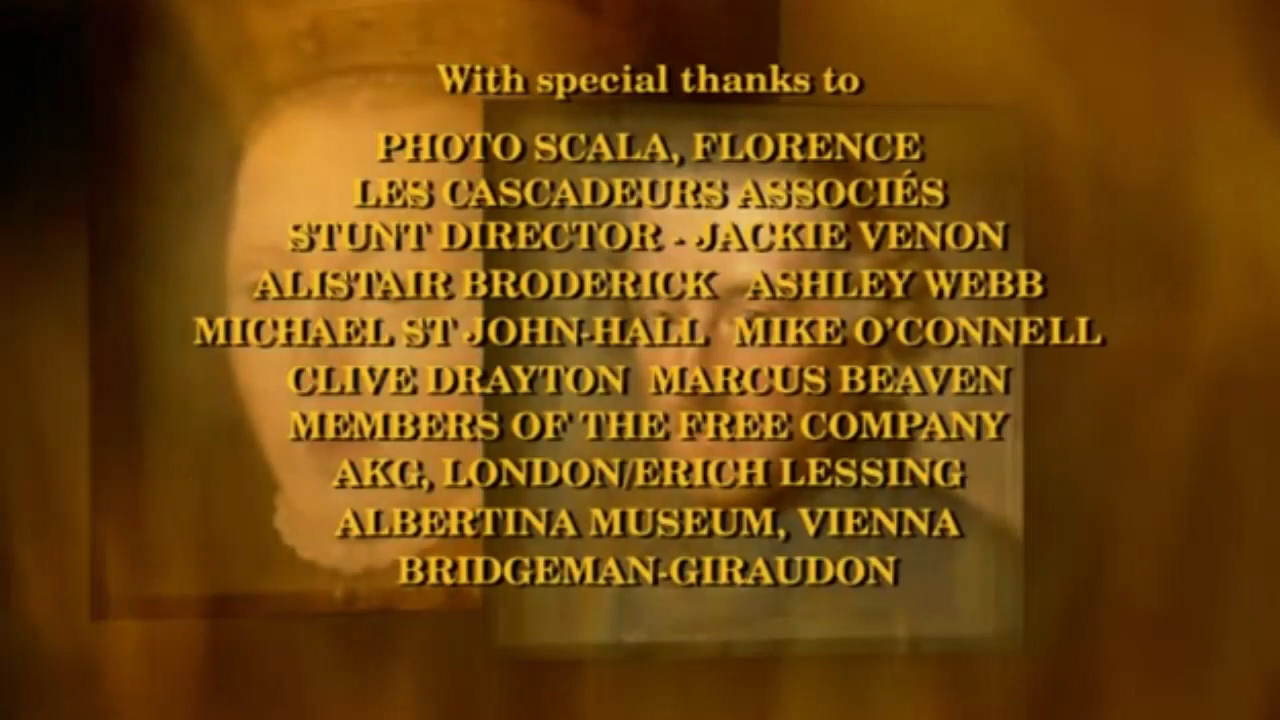 With special thanks to
PHOTO SCALA, FLORENCE
LES CASCADEURS ASSOCIÉS
STUNT DIRECTOR - JACKIE VENON
ALISTAIR BRODERICK ASHLEY WEBB
MICHAEL ST JOHN-HALL MIKE O'CONNELL
CLIVE DRAYTON MARCUS BEAVEN
MEMBERS OF THE FREE COMPANY
AKG, LONDON/ERICH LESSING
ALBERTINA MUSEUM, VIENNA
BRIDGEMAN-GIRAUDON